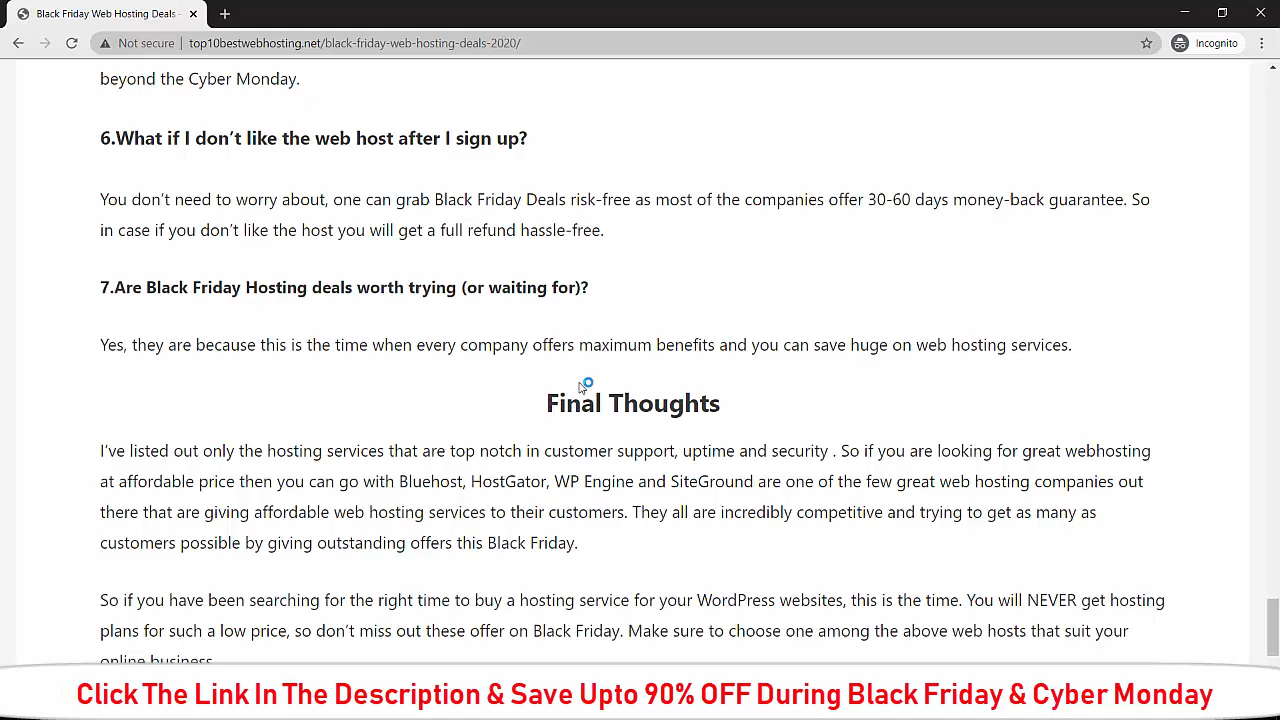 Black Friday Web Hosting Deals
Not secure
top10bestwebhosting.net/black-friday-web-hosting-deals-2020/
Incognito
beyond the Cyber Monday.
6.What if I don’t like the web host after I sign up?
You don’t need to worry about, one can grab Black Friday Deals risk-free as most of the companies offer 30-60 days money-back guarantee. So
in case if you don’t like the host you will get a full refund hassle-free.
7.Are Black Friday Hosting deals worth trying (or waiting for)?
Yes, they are because this is the time when every company offers maximum benefits and you can save huge on web hosting services.
Final Thoughts
I’ve listed out only the hosting services that are top notch in customer support, uptime and security . So if you are looking for great webhosting
at affordable price then you can go with Bluehost, HostGator, WP Engine and SiteGround are one of the few great web hosting companies out
there that are giving affordable web hosting services to their customers. They all are incredibly competitive and trying to get as many as
customers possible by giving outstanding offers this Black Friday.
So if you have been searching for the right time to buy a hosting service for your WordPress websites, this is the time. You will NEVER get hosting
plans for such a low price, so don’t miss out these offer on Black Friday. Make sure to choose one among the above web hosts that suit your
online business
Click The Link In The Description & Save Upto 90% OFF During Black Friday & Cyber Monday